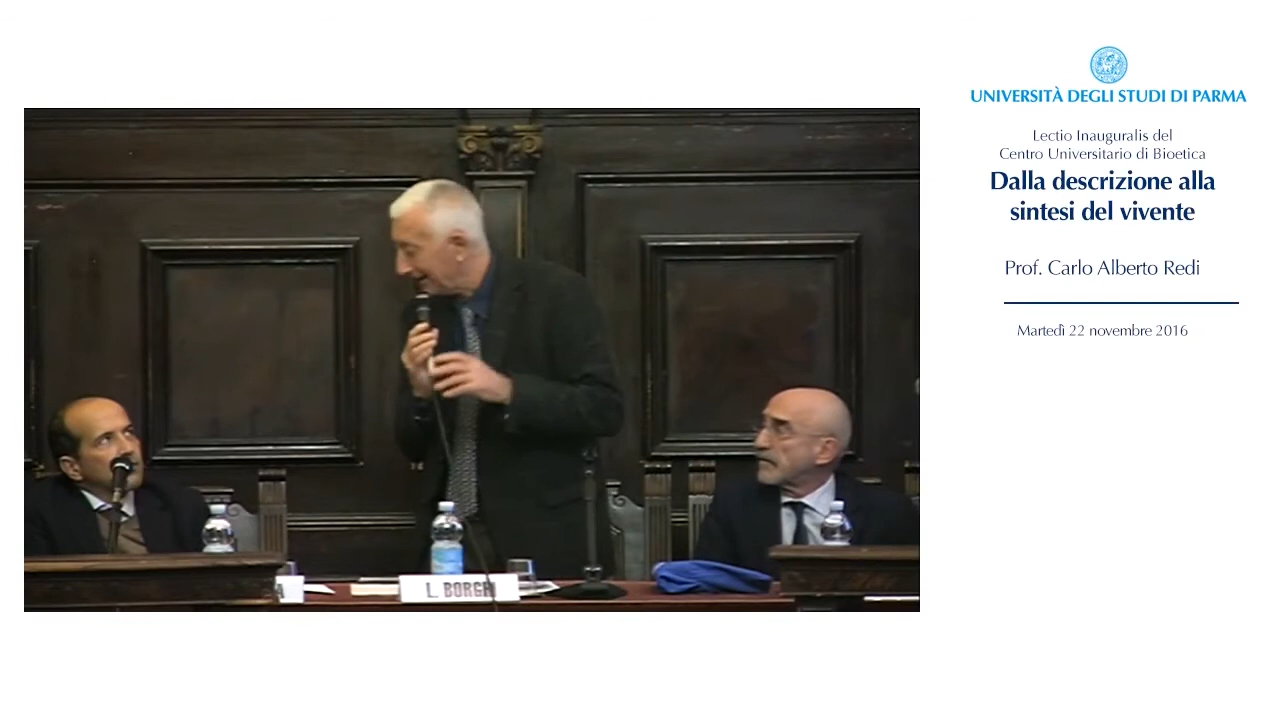 UNIVERSITÀ DEGLI STUDI DI PARMA
Lectio Inauguralis del
Centro Universitario di Bioetica
Dalla descrizione alla
sintesi del vivente
Prof. Carlo Alberto Redi
Martedì 22 novembre 2016
L. BORGHI